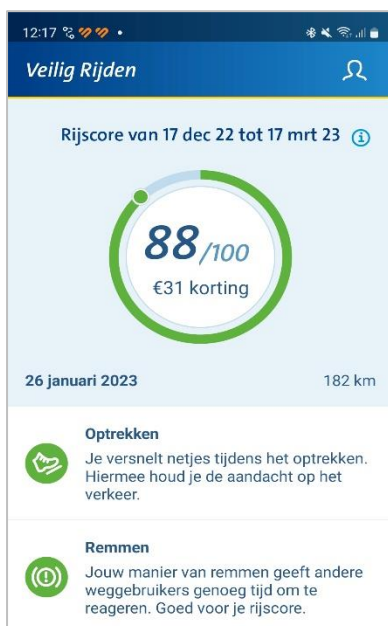 12:17
Veilig Rijden
Rijscore van 17 dec 22 tot 17 mrt 23
88/100
€31 korting
26 januari 2023 182 km
Optrekken
Je versnelt netjes tijdens het optrekken.
Hiermee houd je de aandacht op het
verkeer.
Remmen
Jouw manier van remmen geeft andere
weggebruikers genoeg tijd om te
reageren. Goed voor je rijscore.